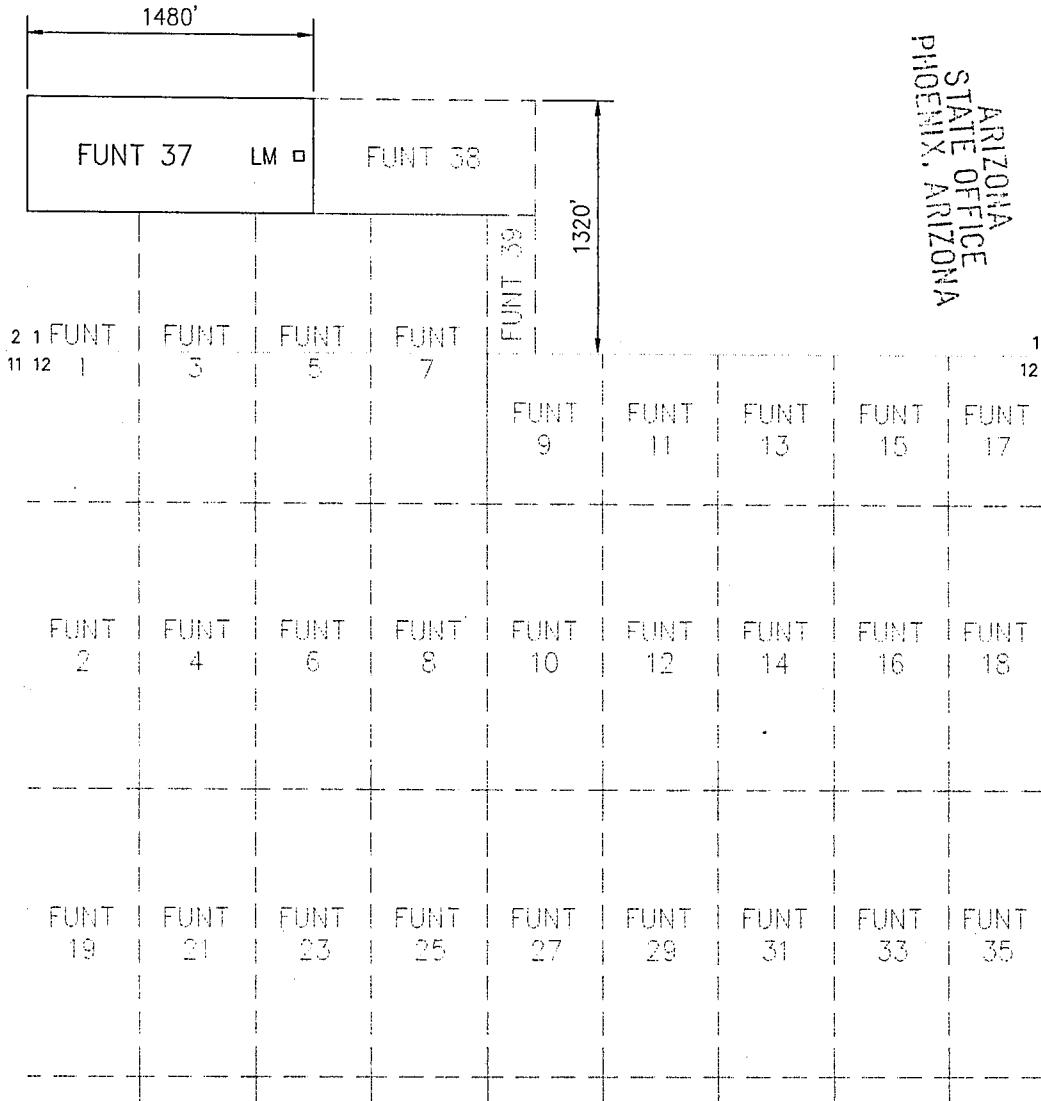 1480'
ARIZONA
STATE OFFICE
PHOENIX, ARIZONA
FUNT 37 LM
FUNT 38
1320'
FUNT 39
2 1
11 12
1
12
FUNT
1
FUNT
3
FUNT
5
FUNT
7
FUNT
9
FUNT
11
FUNT
13
FUNT
15
FUNT
17
FUNT
2
FUNT
4
FUNT
6
FUNT
8
FUNT
10
FUNT
12
FUNT
14
FUNT
16
FUNT
18
FUNT
19
FUNT
21
FUNT
23
FUNT
25
FUNT
27
FUNT
29
FUNT
31
FUNT
33
FUNT
35